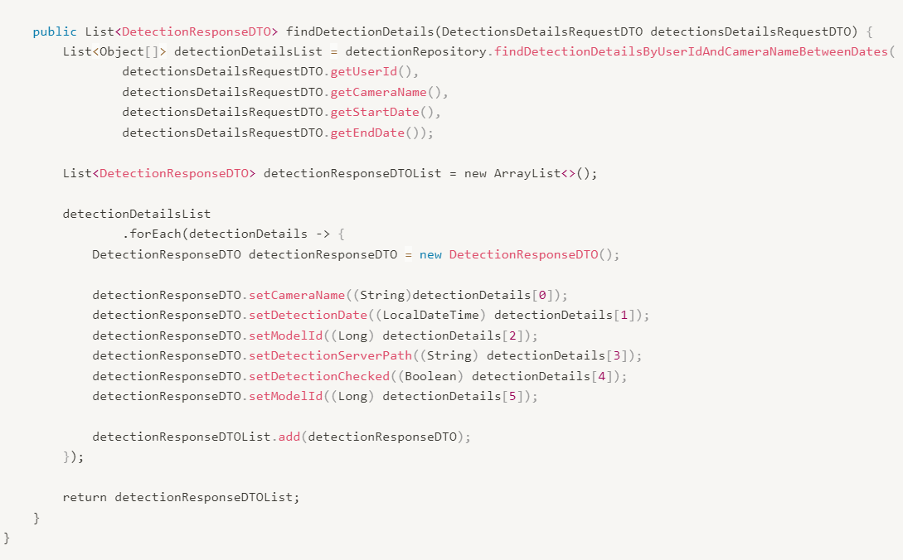 public List<DetectionResponseDTO> findDetectionDetails(DetectionsDetailsRequestDTO detectionsDetailsRequestDTO) {
List<Object[]> detectionDetailsList = detectionRepository.findDetectionDetailsByUserIdAndCameraNameBetweenDates(
detectionsDetailsRequestDTO.getUserId(),
detectionsDetailsRequestDTO.getCameraName(),
detectionsDetailsRequestDTO.getStartDate(),
detectionsDetailsRequestDTO.getEndDate());
List<DetectionResponseDTO> detectionResponseDTOList = new ArrayList<>();
detectionDetailsList
.forEach(detectionDetails -> {
DetectionResponseDTO detectionResponseDTO = new DetectionResponseDTO();
detectionResponseDTO.setCameraName((String)detectionDetails[0]);
detectionResponseDTO.setDetectionDate((LocalDateTime) detectionDetails[1]);
detectionResponseDTO.setModelId((Long) detectionDetails[2]);
detectionResponseDTO.setDetectionServerPath((String) detectionDetails[3]);
detectionResponseDTO.setDetectionChecked((Boolean) detectionDetails[4]);
detectionResponseDTO.setModelId((Long) detectionDetails[5]);
detectionResponseDTOList.add(detectionResponseDTO);
});
return detectionResponseDTOList;
}
}